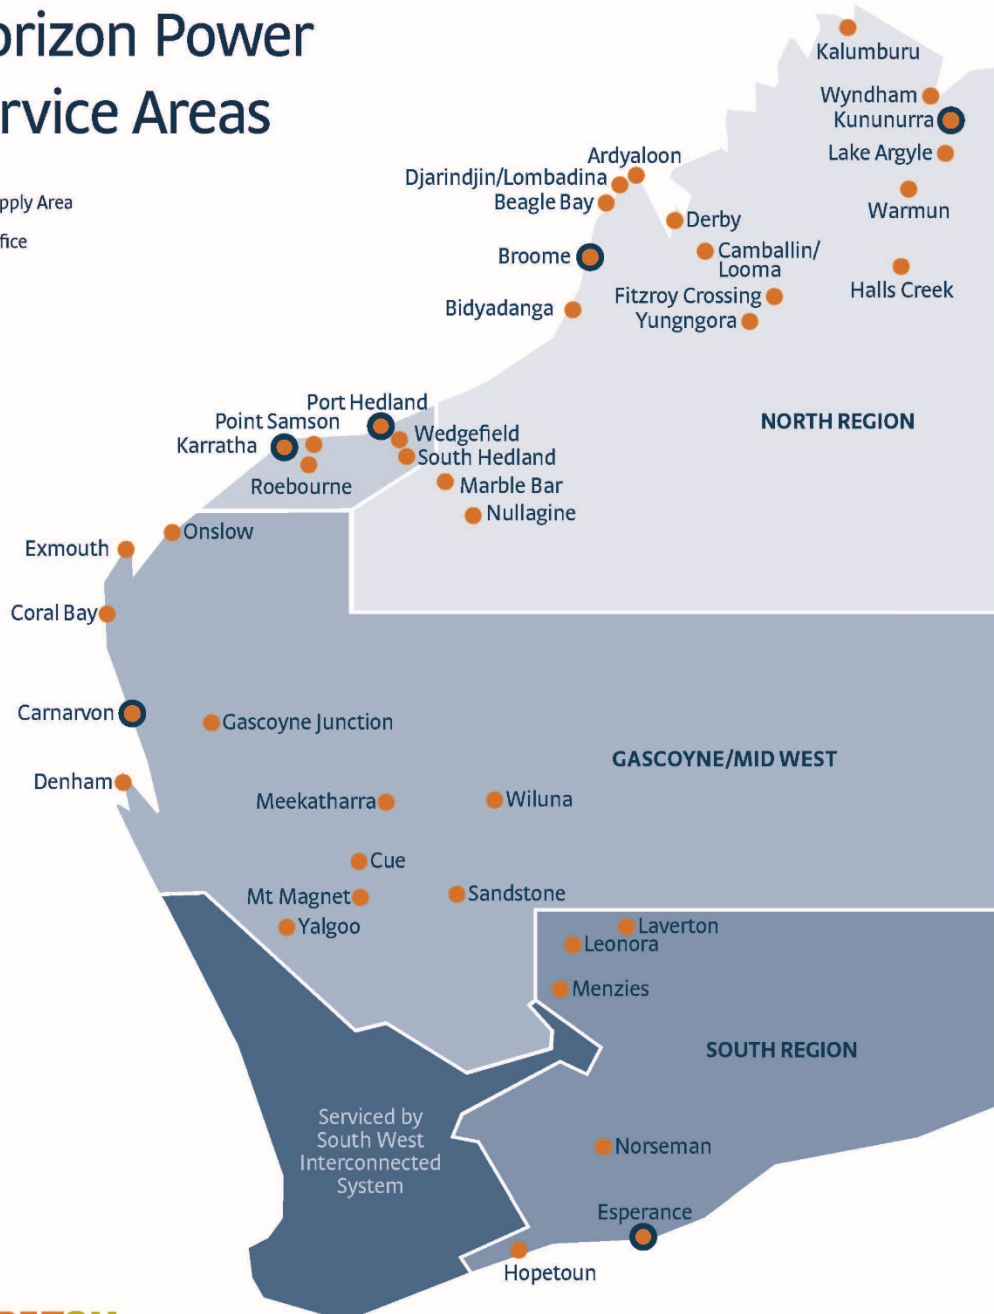 orizon Power
rvice Areas
pply Area
fice
Kalumburu
Wyndham
Kununurra
Lake Argyle
Warmun
Halls Creek
Ardyaloon
Djarindjin/Lombadina
Beagle Bay
Derby
Broome
Camballin/
Looma
Fitzroy Crossing
Yungngora
Bidyadanga
NORTH REGION
Port Hedland
Point Samson
Karratha
Wedgefield
South Hedland
Roebourne
Marble Bar
Nullagine
Onslow
Exmouth
Coral Bay
Carnarvon
Gascoyne Junction
GASCOYNE/MID WEST
Denham
Meekatharra
Wiluna
Cue
Mt Magnet
Sandstone
Yalgoo
Laverton
Leonora
Menzies
SOUTH REGION
Serviced by
South West
Interconnected
System
Norseman
Esperance
Hopetoun